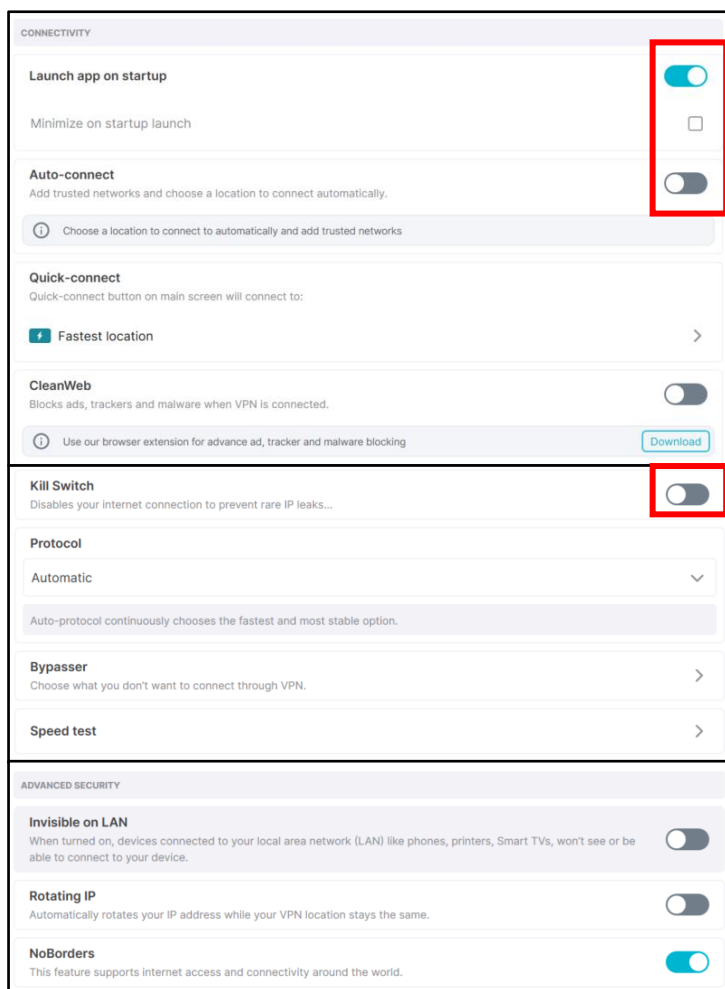 CONNECTIVITY
Launch app on startup
Minimize on startup launch
Auto-connect
Add trusted networks and choose a location to connect automatically.
Choose a location to connect to automatically and add trusted networks
Quick-connect
Quick-connect button on main screen will connect to:
Fastest location
CleanWeb
Blocks ads, trackers and malware when VPN is connected.
Use our browser extension for advance ad, tracker and malware blocking
Download
Kill Switch
Disables your internet connection to prevent rare IP leaks...
Protocol
Automatic
Auto-protocol continuously chooses the fastest and most stable option.
Bypasser
Choose what you don't want to connect through VPN.
Speed test
ADVANCED SECURITY
Invisible on LAN
When turned on, devices connected to your local area network (LAN) like phones, printers, Smart TVs, won't see or be
able to connect to your device.
Rotating IP
Automatically rotates your IP address while your VPN location stays the same.
NoBorders
This feature supports internet access and connectivity around the world.